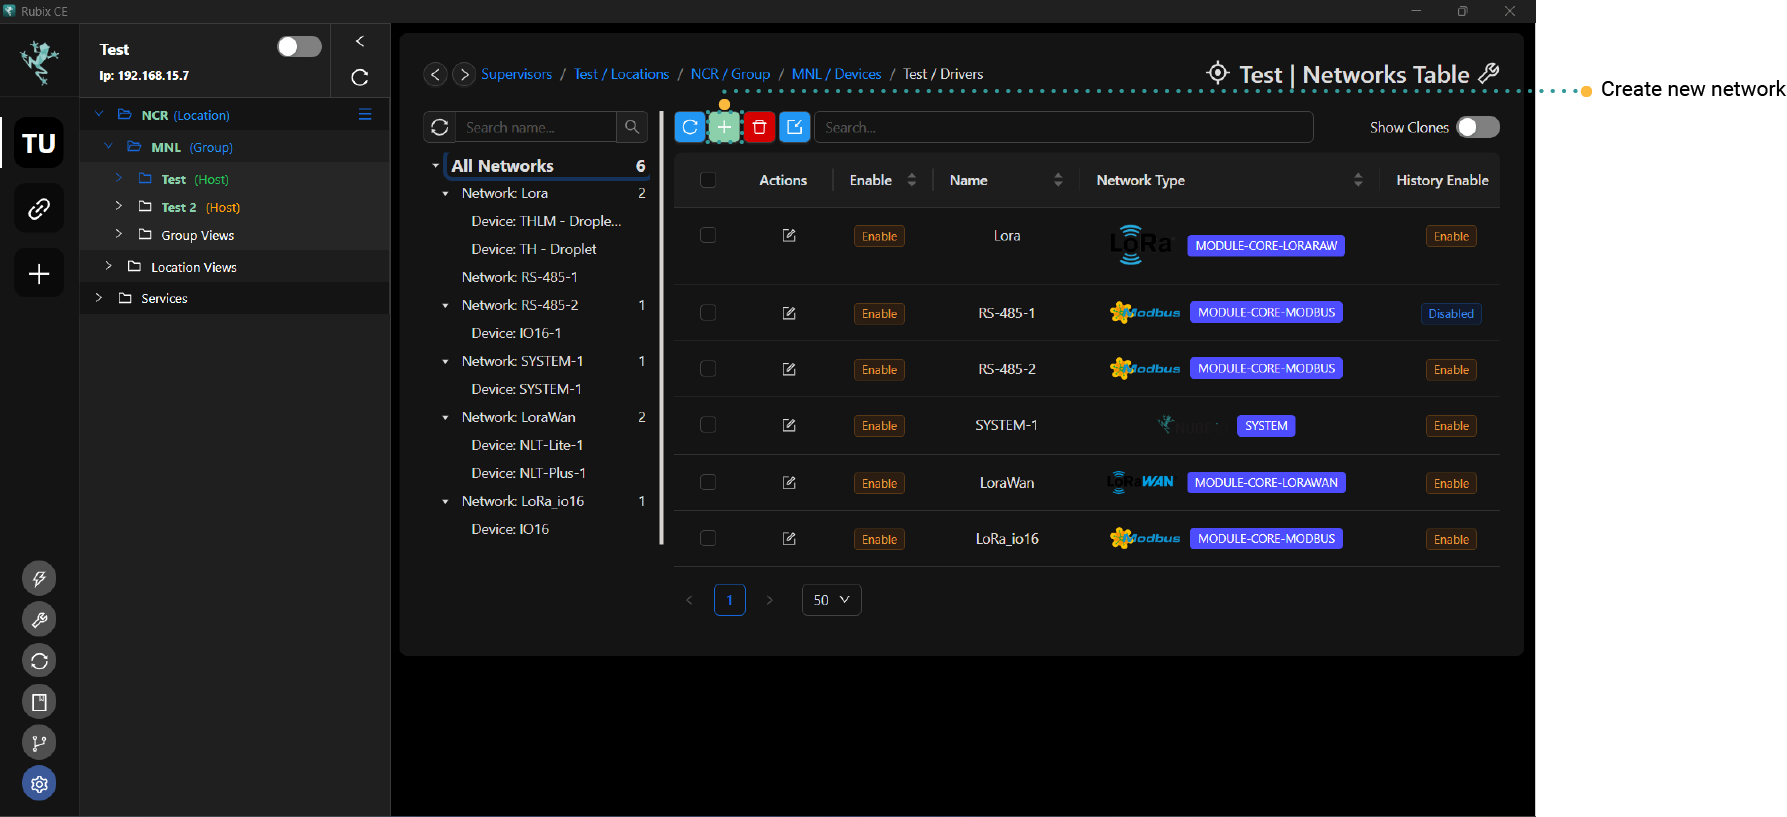 Rubix CE
Test
Ip: 192.168.15.7
TU
NCR (Location)
MNL (Group)
Test (Host)
Test 2 (Host)
Group Views
Location Views
Services
Supervisors / Test / Locations / NCR / Group / MNL / Devices / Test / Drivers
Test | Networks Table
Create new network
Search name...
All Networks 6
Network: Lora 2
Device: THLM - Drople...
Device: TH - Droplet
Network: RS-485-1
Network: RS-485-2 1
Device: IO16-1
Network: SYSTEM-1 1
Device: SYSTEM-1
Network: LoraWan 2
Device: NLT-Lite-1
Device: NLT-Plus-1
Network: LoRa_io16 1
Device: IO16
Search...
Show Clones
Actions Enable Name Network Type History Enable
Enable Lora LoRa MODULE-CORE-LORARAW Enable
Enable RS-485-1 Modbus MODULE-CORE-MODBUS Disabled
Enable RS-485-2 Modbus MODULE-CORE-MODBUS Enable
Enable SYSTEM-1 SYSTEM Enable
Enable LoraWan LoRaWAN MODULE-CORE-LORAWAN Enable
Enable LoRa_io16 Modbus MODULE-CORE-MODBUS Enable
1 50